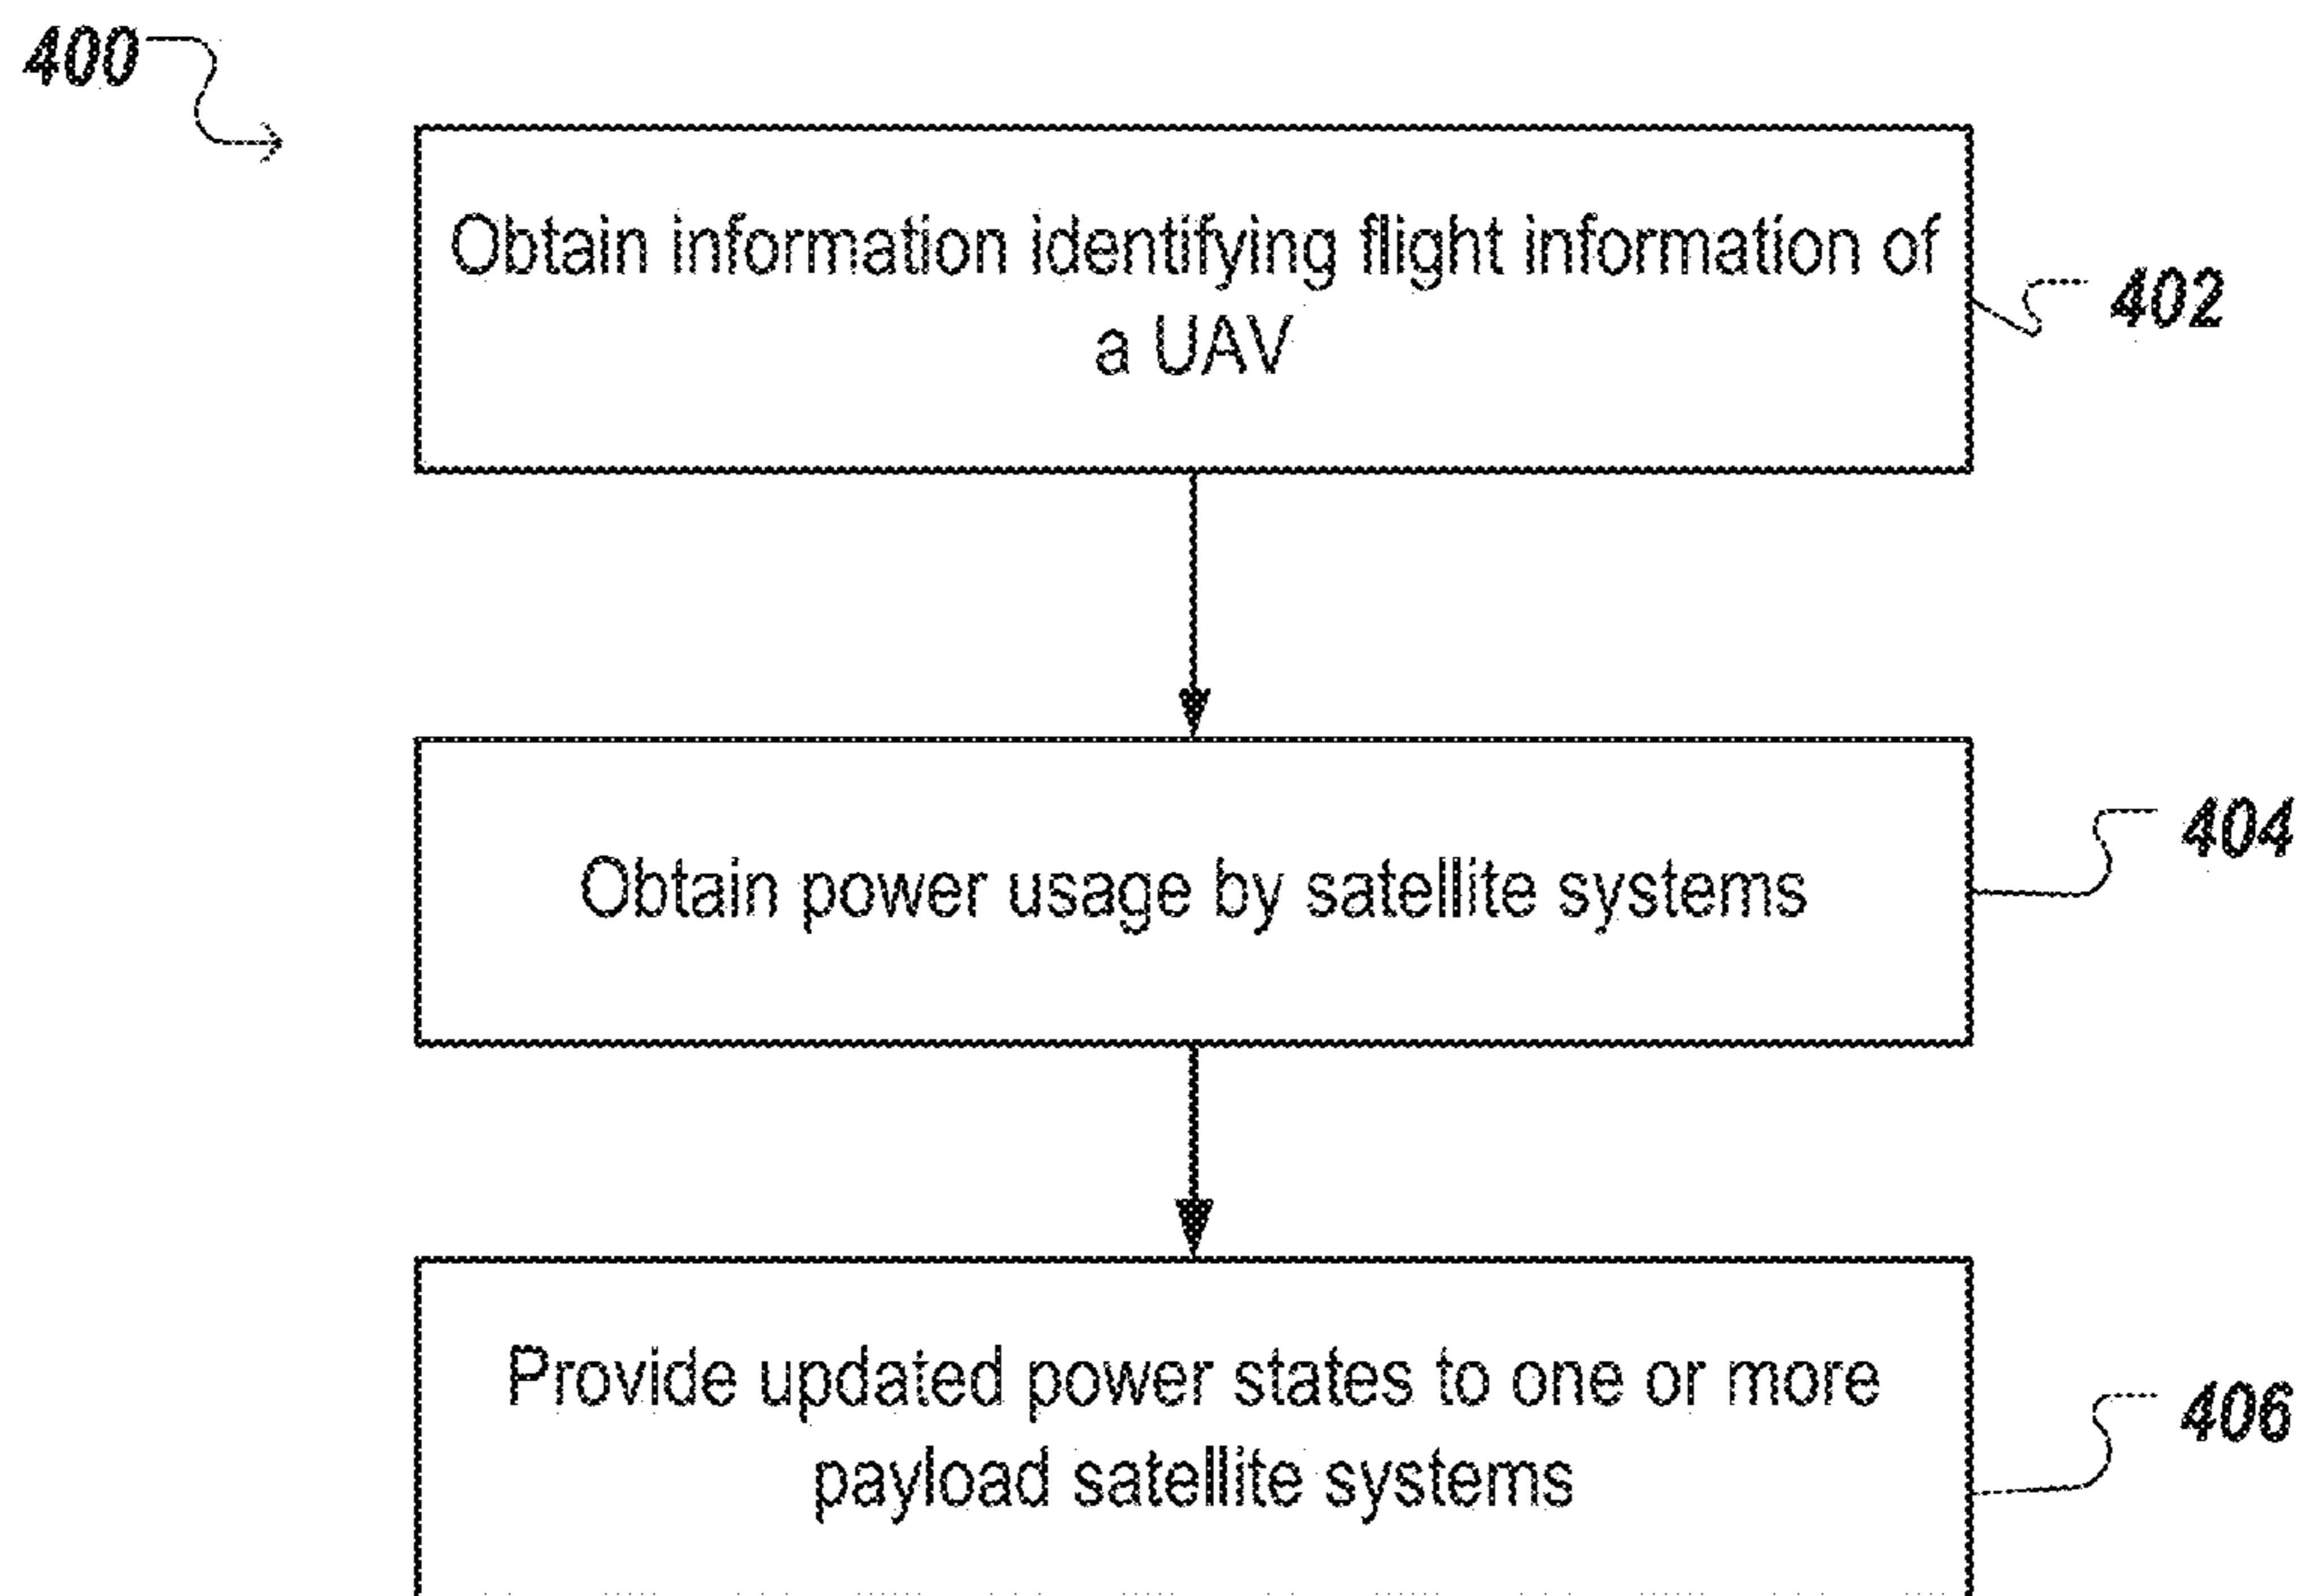 400
Obtain information identifying flight information of
a UAV
402
Obtain power usage by satellite systems
404
Provide updated power states to one or more
payload satellite systems
406